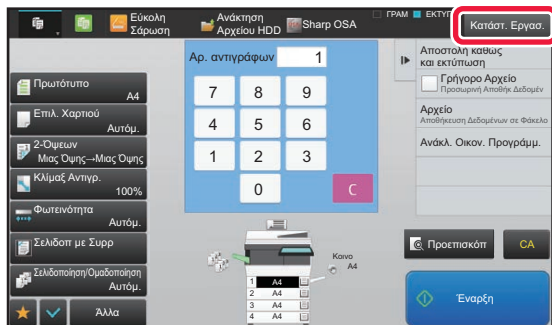 Εύκολη
Σάρωση
Ανάκτηση
Αρχείου HDD
Sharp OSA
ΓΡΑΜ
ΕΚΤΥΠ
Κατάστ. Εργασ.
Πρωτότυπο
A4
Επιλ. Χαρτιού
Αυτόμ.
2-Όψεων
Μιας Όψης→Μιας Όψης
Κλίμαξ Αντιγρ.
100%
Φωτεινότητα
Αυτόμ.
Σελιδοπ με Συρρ
Σελιδοποίηση/Ομαδοποίηση
Αυτόμ.
Άλλα
Αρ. αντιγράφων
1
7 8 9
4 5 6
1 2 3
0 C
Κοινο
A4
1 A4
2 A4
3 A4
4 A4
Αποστολή καθώς
και εκτύπωση
Γρήγορο Αρχείο
Προσωρινή Αποθήκ Δεδομέν
Αρχείο
Αποθήκευση Δεδομένων σε Φάκελο
Ανάκλ. Οικον. Προγράμμ.
Προεπισκόπ
CA
Έναρξη